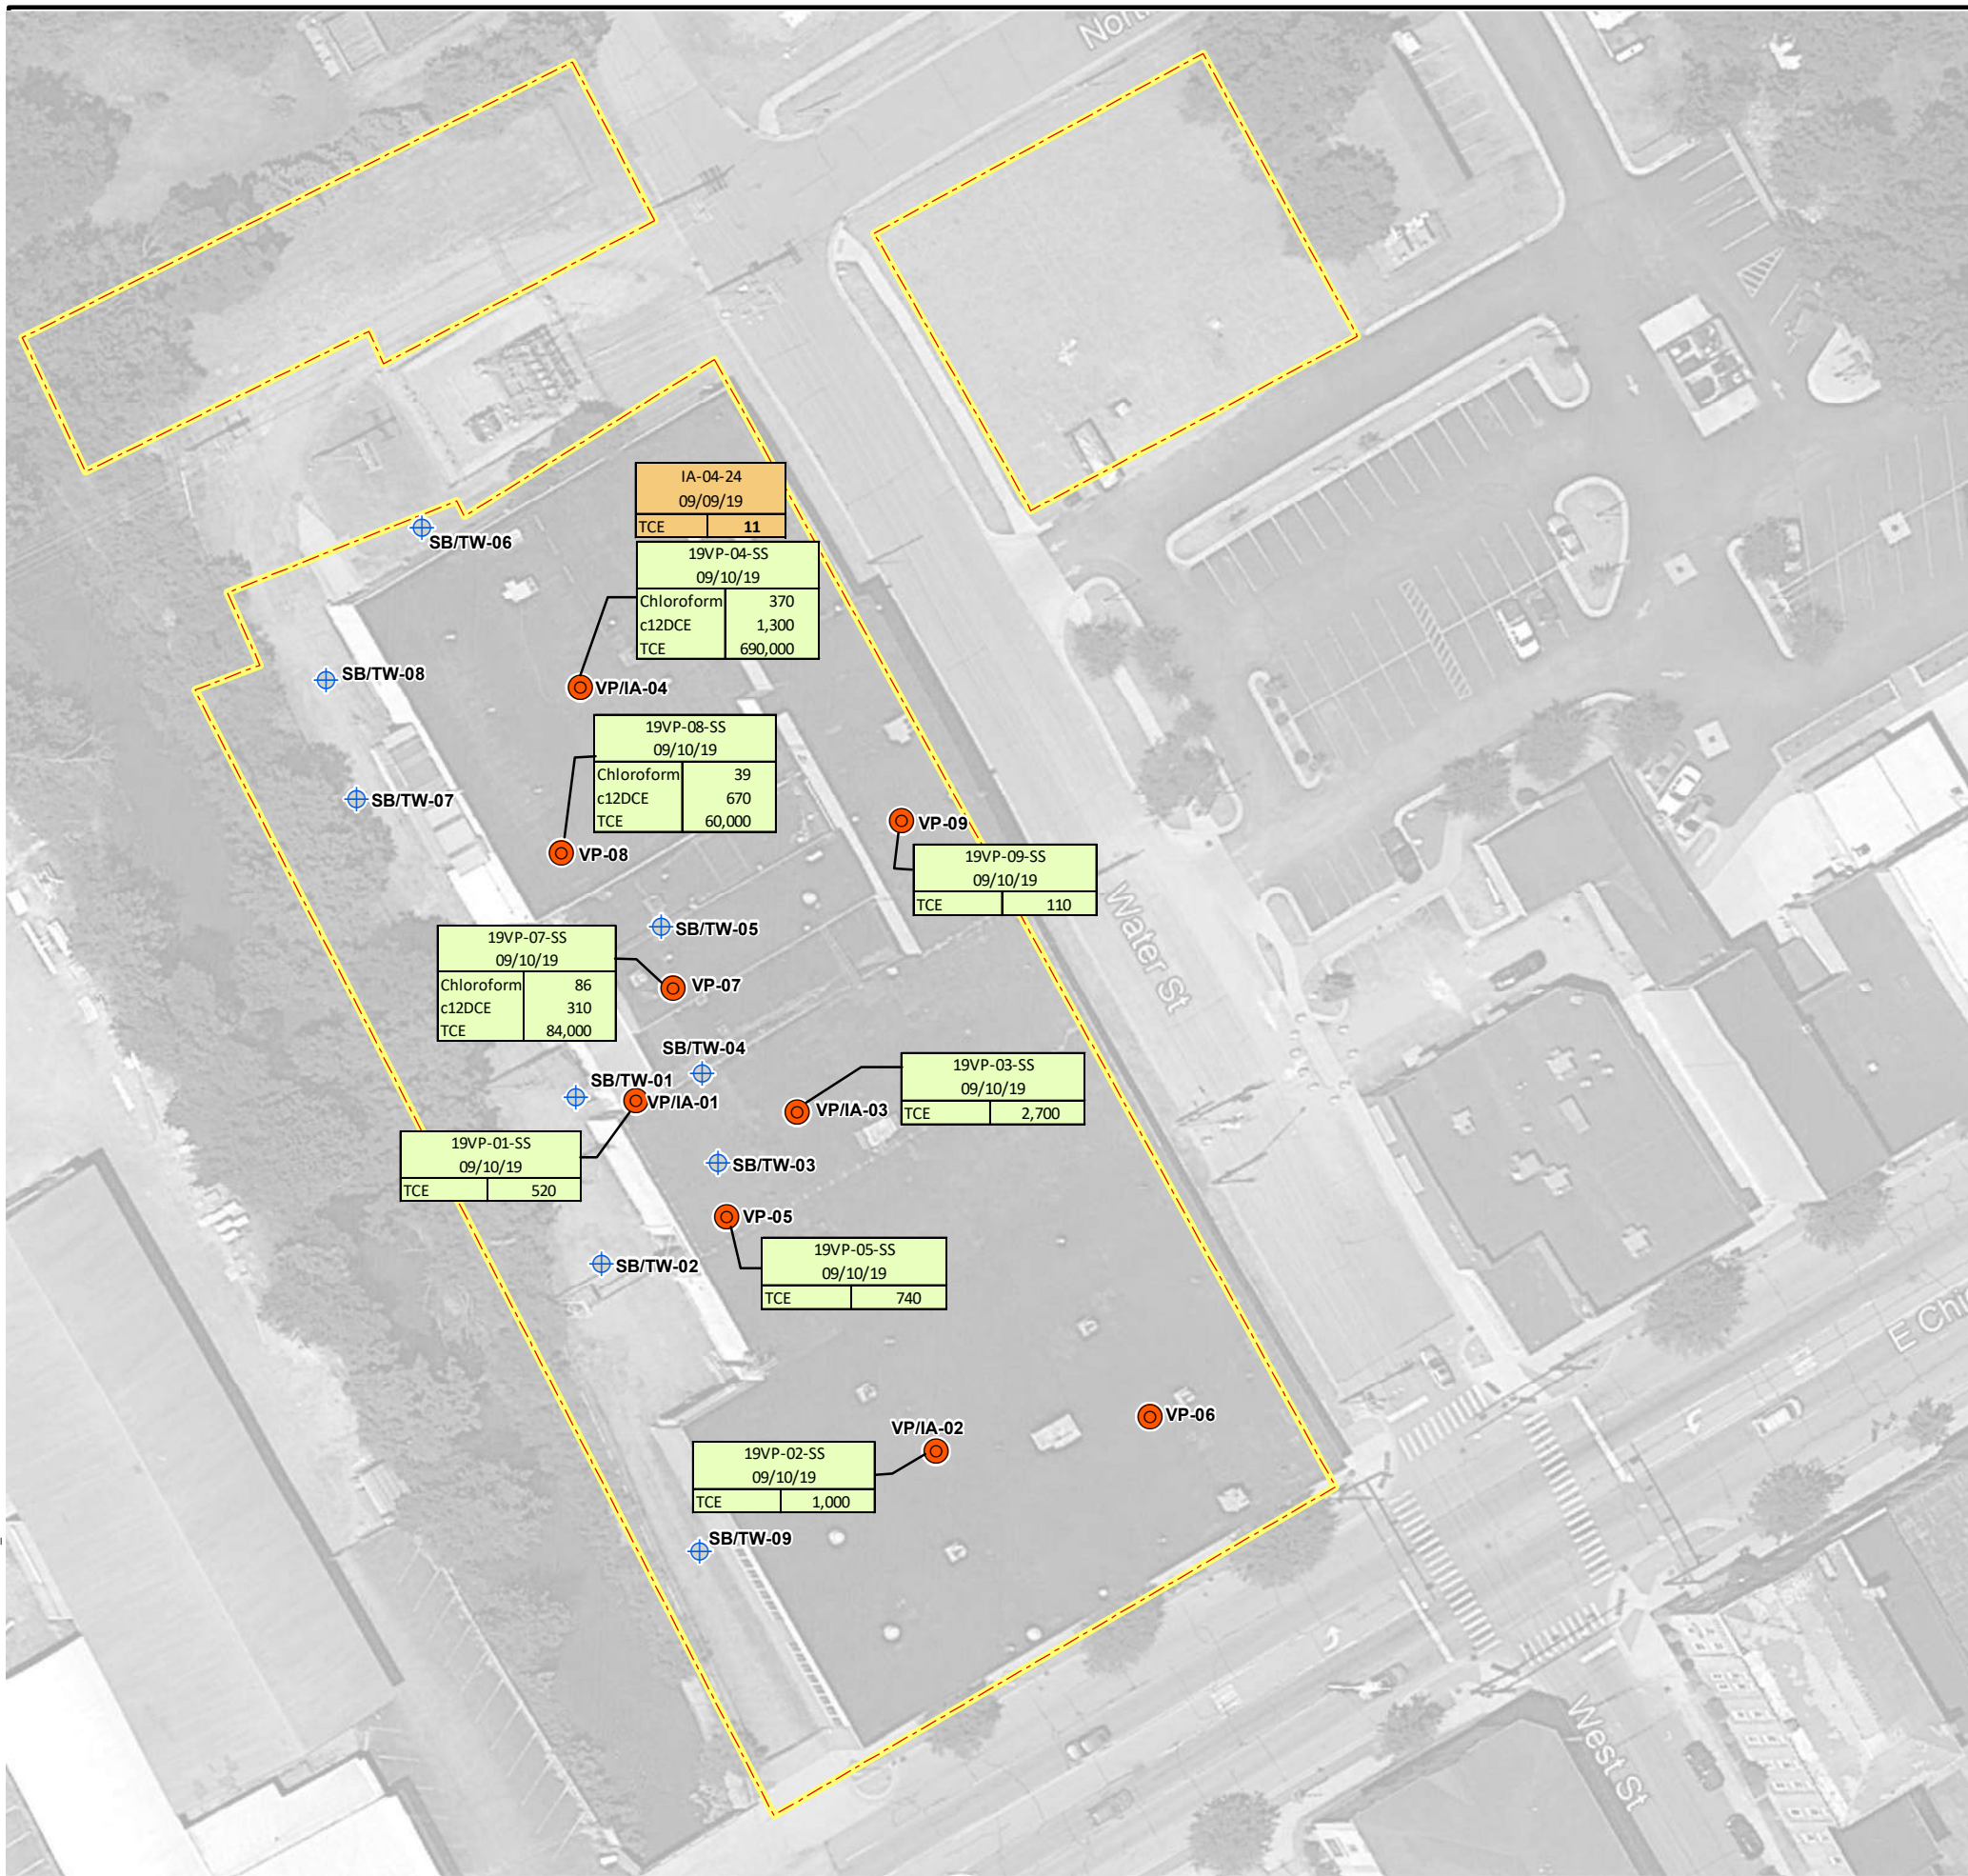 North
IA-04-24
09/09/19
TCE 11
19VP-04-SS
09/10/19
Chloroform 370
c12DCE 1,300
TCE 690,000
SB/TW-06
SB/TW-08
VP/IA-04
19VP-08-SS
09/10/19
Chloroform 39
c12DCE 670
TCE 60,000
SB/TW-07
VP-08
VP-09
19VP-09-SS
09/10/19
TCE 110
Water St
SB/TW-05
19VP-07-SS
09/10/19
Chloroform 86
c12DCE 310
TCE 84,000
VP-07
SB/TW-04
SB/TW-01
VP/IA-01
19VP-03-SS
09/10/19
TCE 2,700
VP/IA-03
19VP-01-SS
09/10/19
TCE 520
SB/TW-03
VP-05
SB/TW-02
19VP-05-SS
09/10/19
TCE 740
E Chi
VP-06
VP/IA-02
19VP-02-SS
09/10/19
TCE 1,000
SB/TW-09
West St